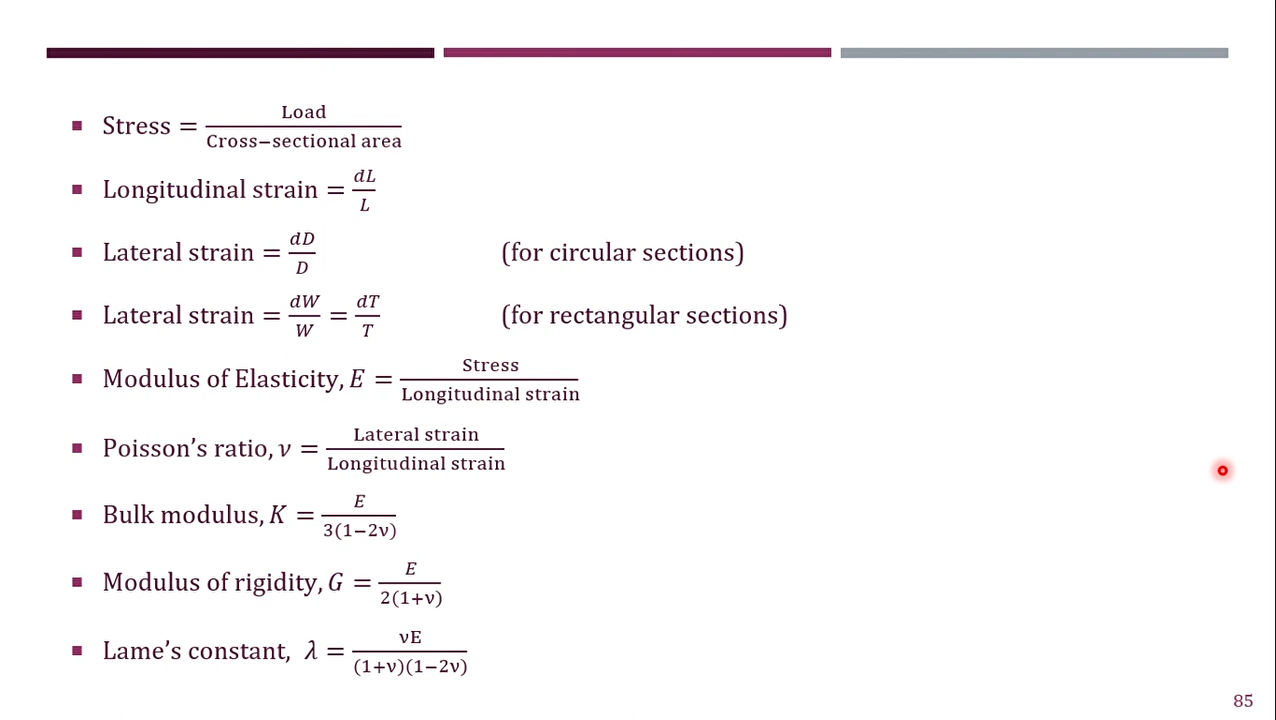 Stress = Load / Cross−sectional area
Longitudinal strain = dL / L
Lateral strain = dD / D (for circular sections)
Lateral strain = dW / W = dT / T (for rectangular sections)
Modulus of Elasticity, E = Stress / Longitudinal strain
Poisson’s ratio, ν = Lateral strain / Longitudinal strain
Bulk modulus, K = E / 3(1−2ν)
Modulus of rigidity, G = E / 2(1+ν)
Lame’s constant, λ = νE / (1+ν)(1−2ν)
85